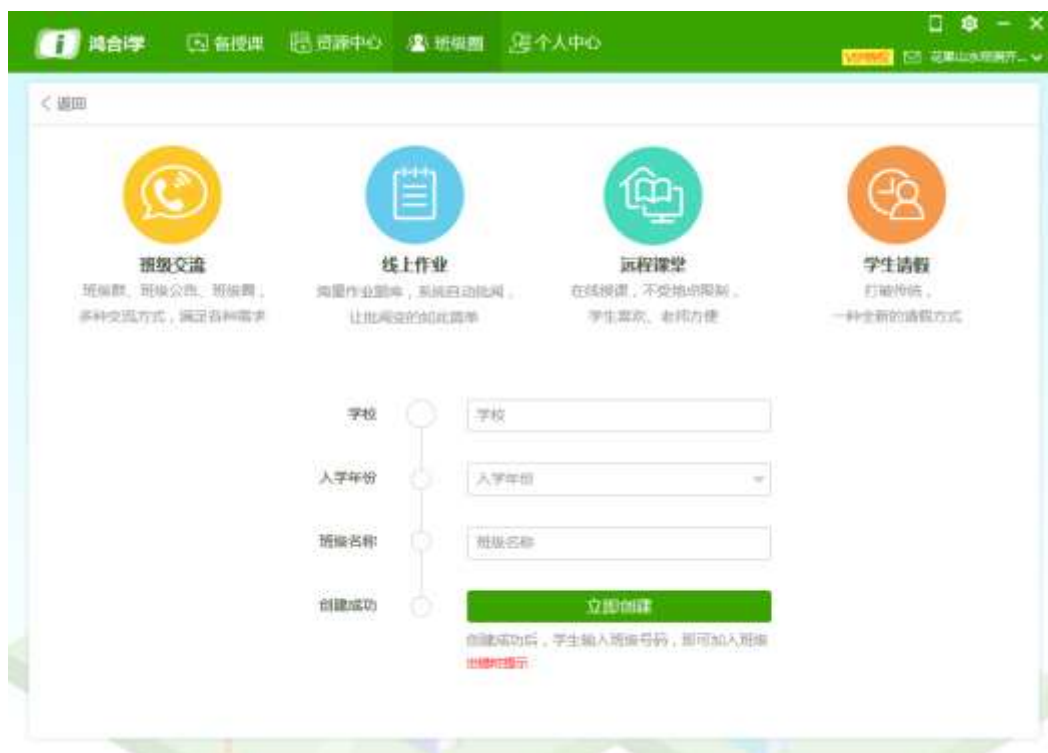 鸿合i学
备授课
资源中心
班级圈
个人中心
返回
班级交流
班级群、班级公告、班级圈，
多种交流方式，满足各种需求
线上作业
海量作业题库，系统自动批阅，
让批阅变的如此简单
远程课堂
在线授课，不受地点限制，
学生喜欢、老师方便
学生请假
打破传统，
一种全新的请假方式
学校
学校
入学年份
入学年份
班级名称
班级名称
创建成功
立即创建
创建成功后，学生输入班级号码，即可加入班级
出错时提示